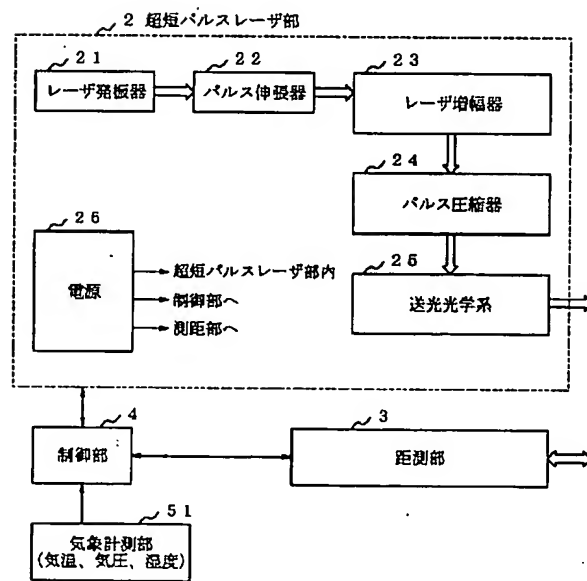 2 超短パルスレーザ部
21
レーザ発振器
22
パルス伸張器
23
レーザ増幅器
24
パルス圧縮器
25
送光光学系
26
電源
超短パルスレーザ部内
制御部へ
測距部へ
4
制御部
3
距測部
51
気象計測部
(気温、気圧、湿度)